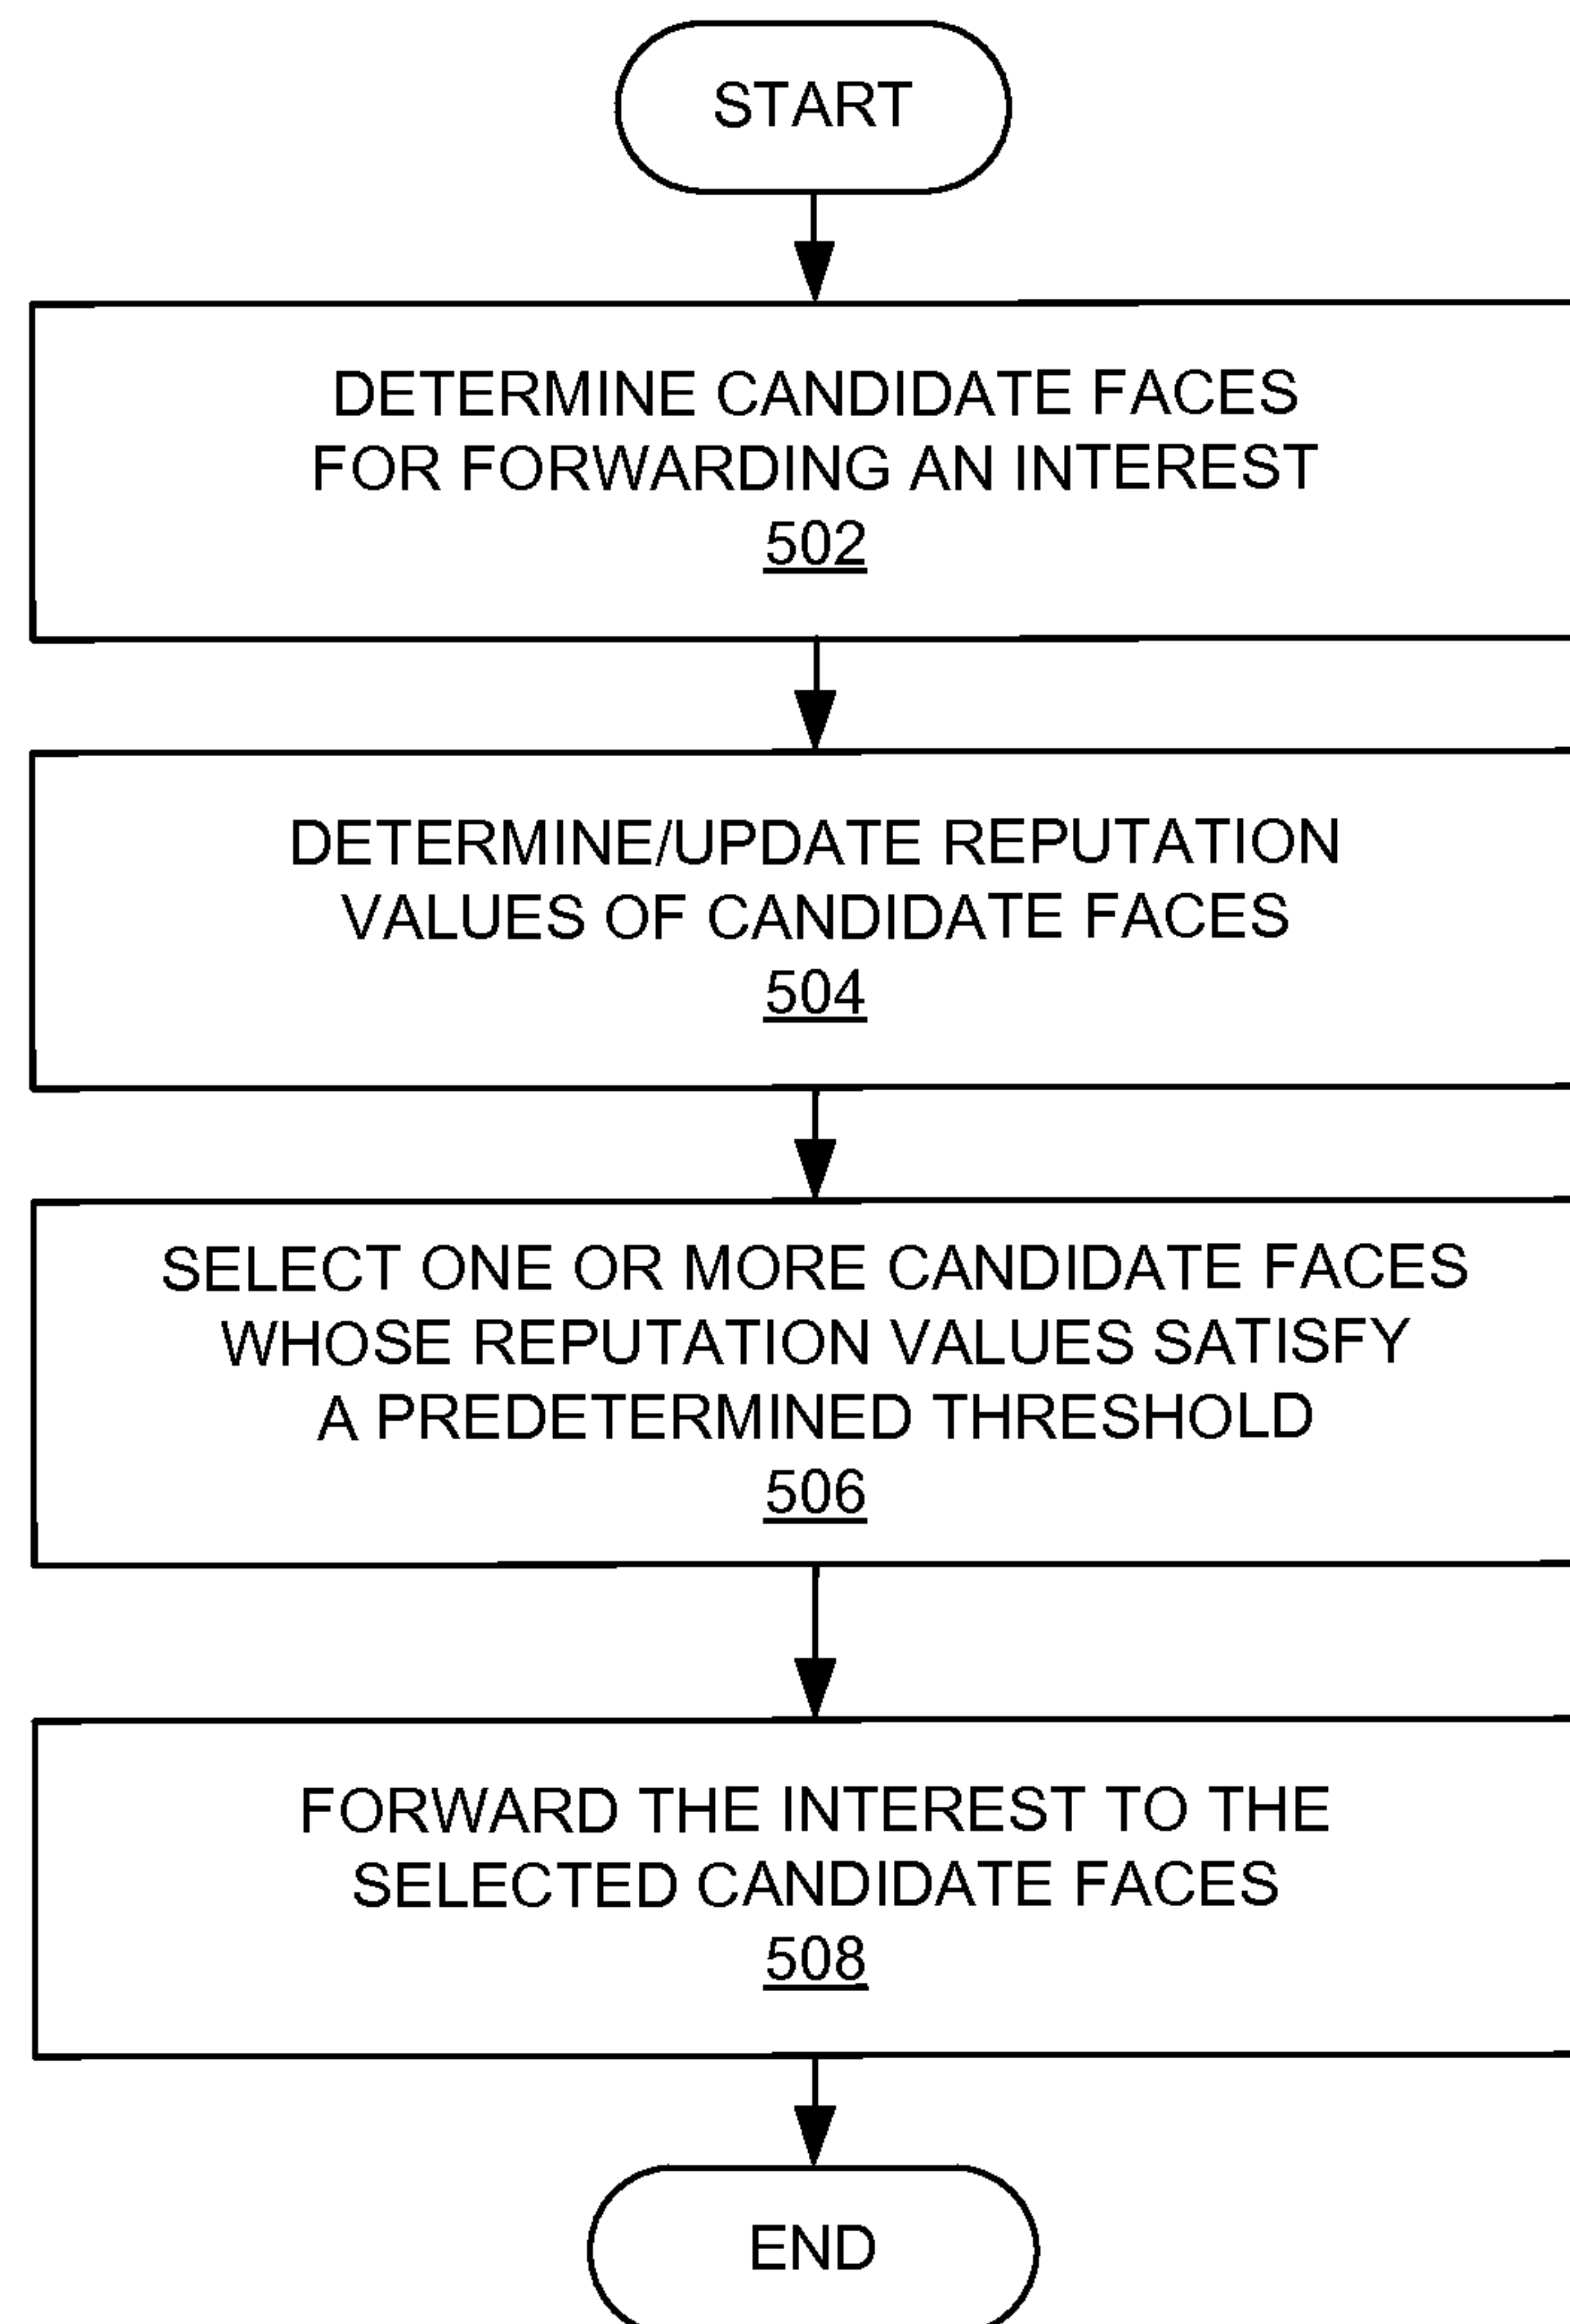 START
DETERMINE CANDIDATE FACES
FOR FORWARDING AN INTEREST
502
DETERMINE/UPDATE REPUTATION
VALUES OF CANDIDATE FACES
504
SELECT ONE OR MORE CANDIDATE FACES
WHOSE REPUTATION VALUES SATISFY
A PREDETERMINED THRESHOLD
506
FORWARD THE INTEREST TO THE
SELECTED CANDIDATE FACES
508
END